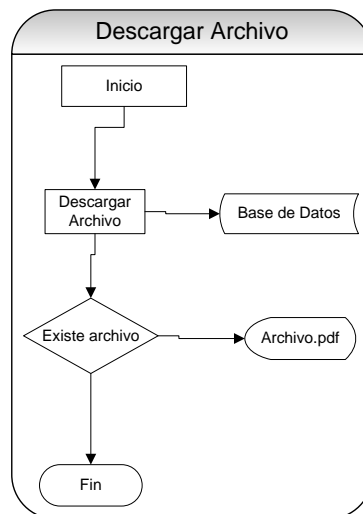 Descargar Archivo
Inicio
Descargar
Archivo
Base de Datos
Existe archivo
Archivo.pdf
Fin